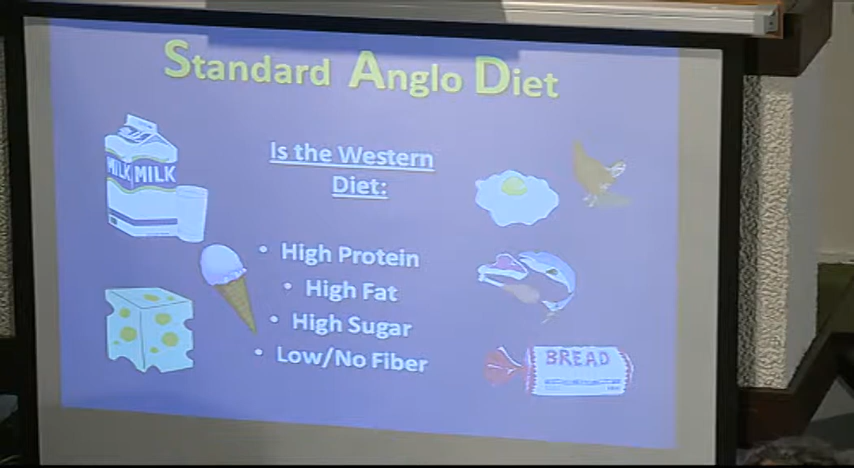 Standard Anglo Diet
Is the Western
Diet:
MILK MILK
• High Protein
• High Fat
• High Sugar
• Low/No Fiber
BREAD